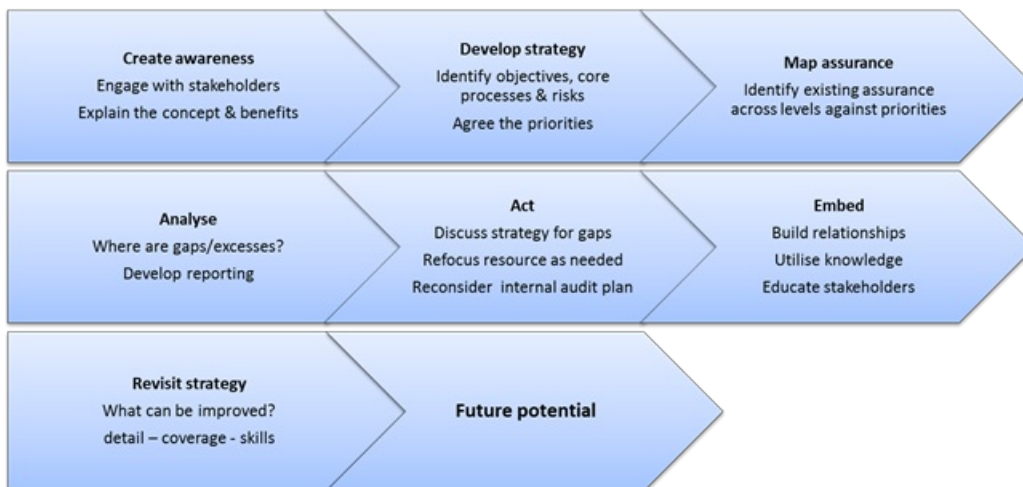 Create awareness
Engage with stakeholders
Explain the concept & benefits
Develop strategy
Identify objectives, core
processes & risks
Agree the priorities
Map assurance
Identify existing assurance
across levels against priorities
Analyse
Where are gaps/excesses?
Develop reporting
Act
Discuss strategy for gaps
Refocus resource as needed
Reconsider internal audit plan
Embed
Build relationships
Utilise knowledge
Educate stakeholders
Revisit strategy
What can be improved?
detail – coverage - skills
Future potential